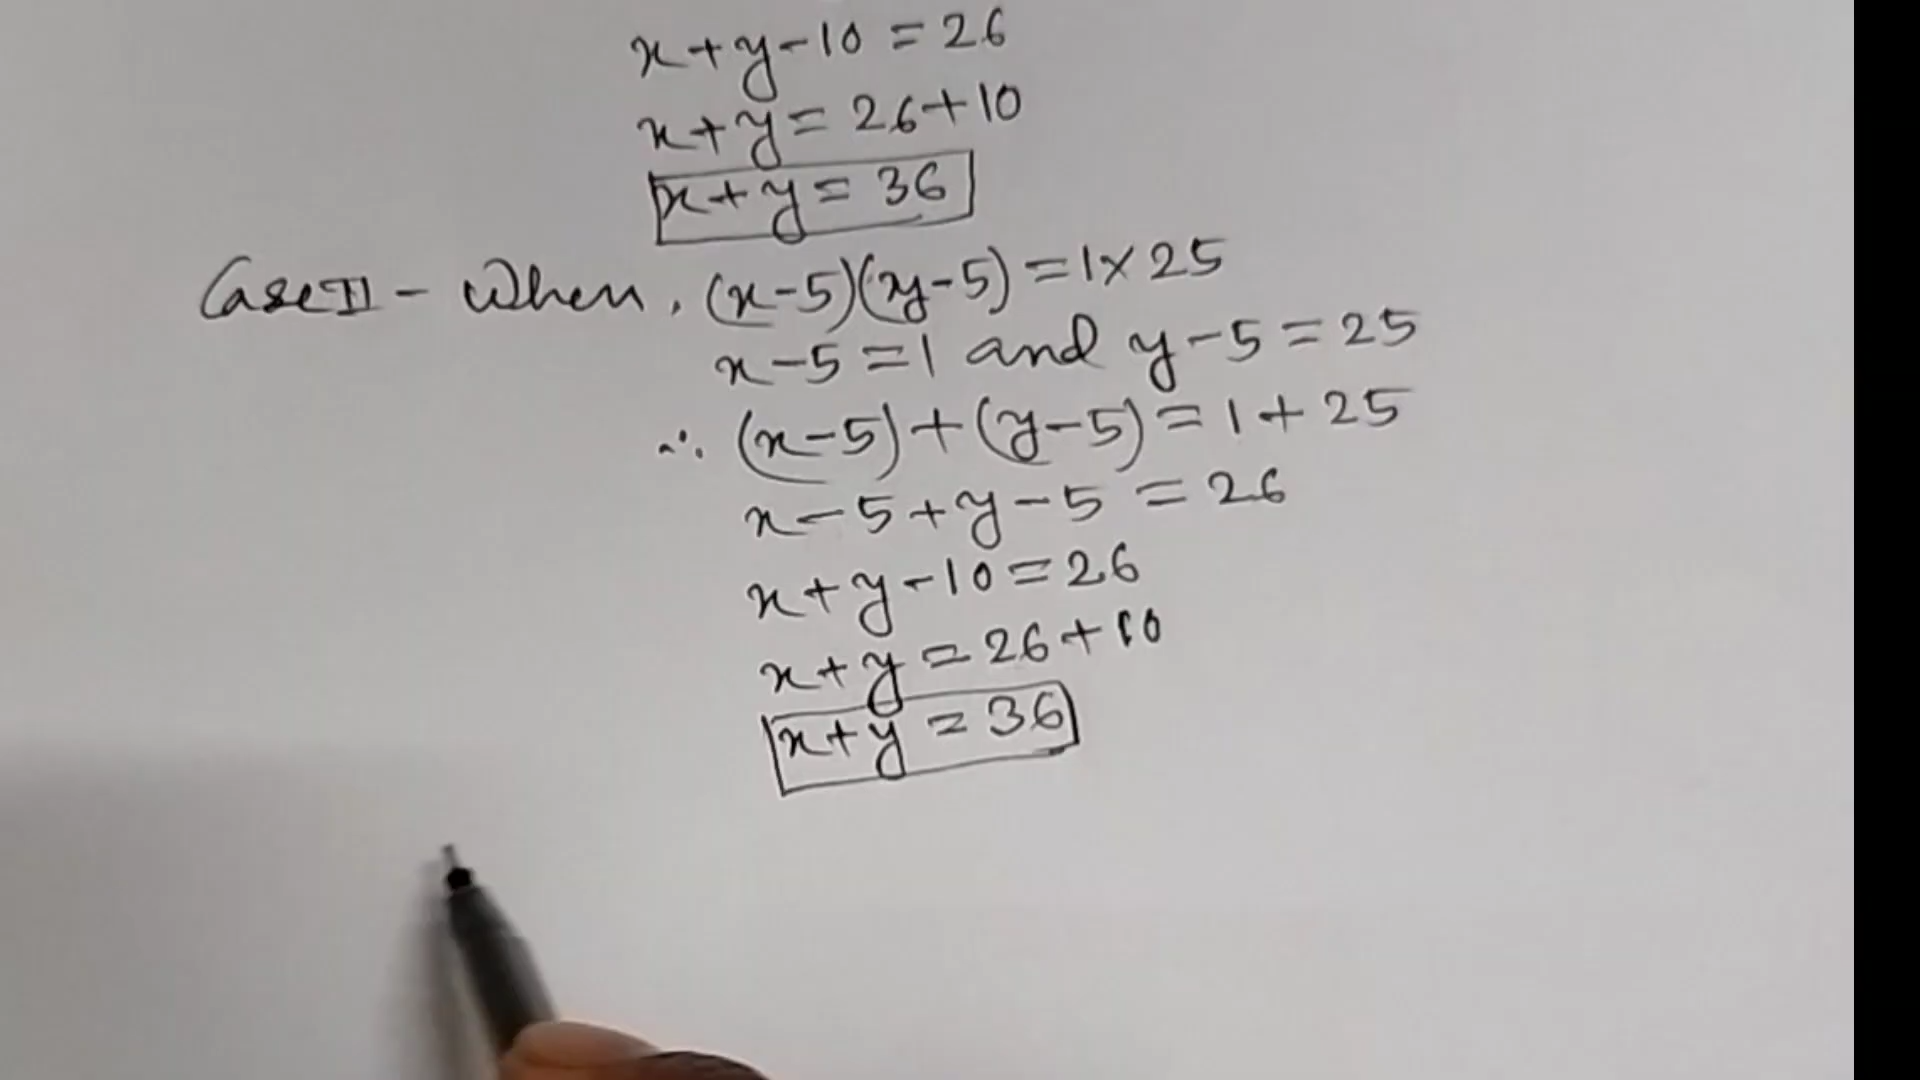 x+y-10=26
x+y=26+10
x+y=36
Case II - When, (x-5)(y-5)=1×25
x-5=1 and y-5=25
∴ (x-5)+(y-5)=1+25
x-5+y-5=26
x+y-10=26
x+y=26+10
x+y=36